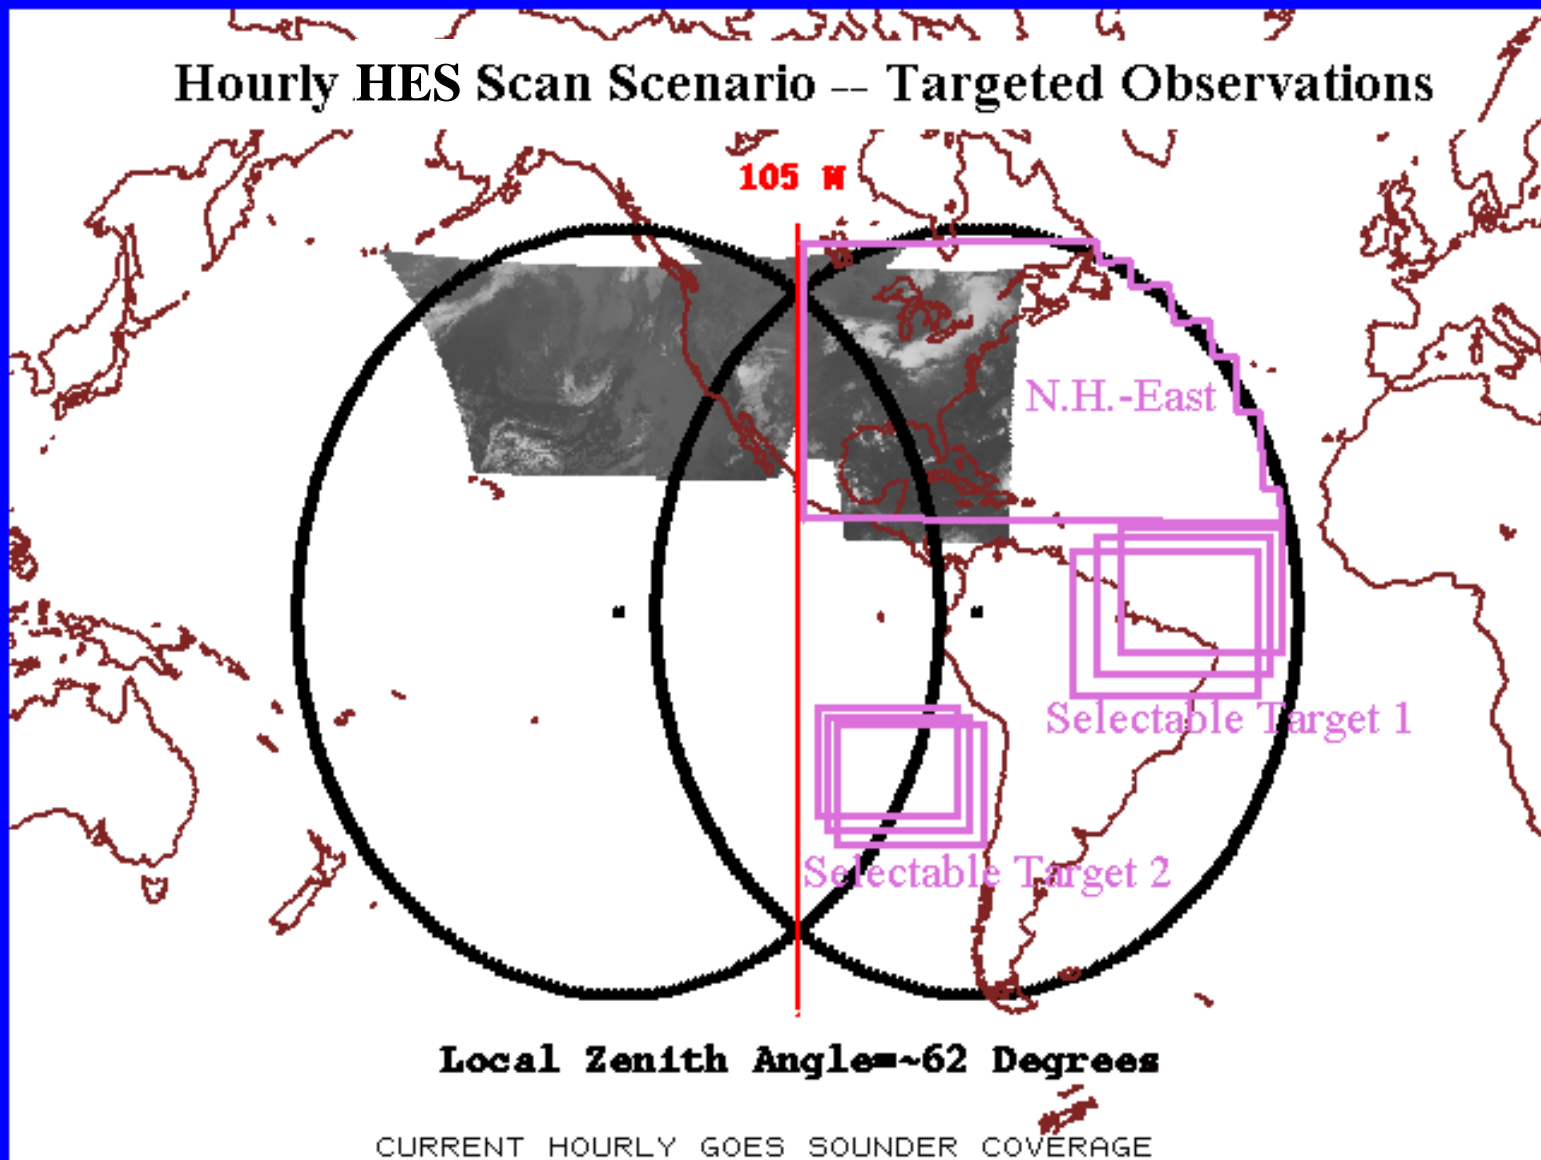 Hourly HES Scan Scenario -- Targeted Observations
105 W
N.H.-East
Selectable Target 1
Selectable Target 2
Local Zenith Angle=~62 Degrees
CURRENT HOURLY GOES SOUNDER COVERAGE